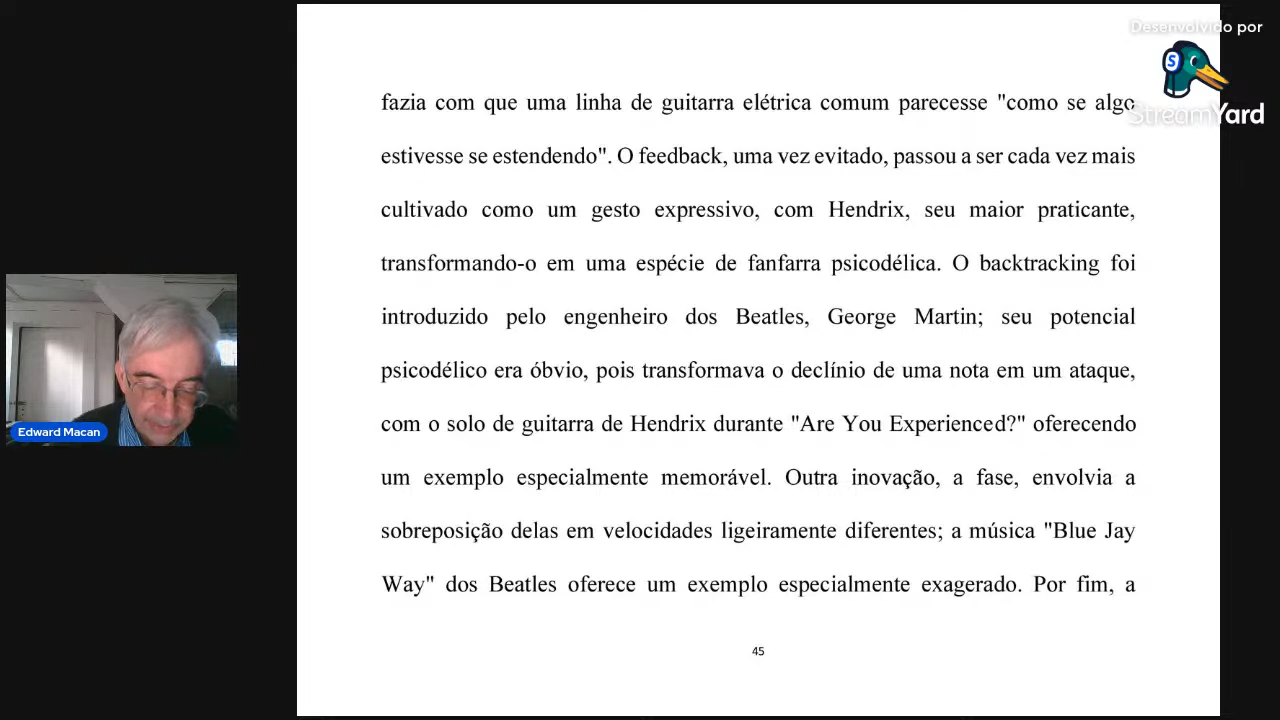 Desenvolvido por
StreamYard
fazia com que uma linha de guitarra elétrica comum parecesse "como se algo
estivesse se estendendo". O feedback, uma vez evitado, passou a ser cada vez mais
cultivado como um gesto expressivo, com Hendrix, seu maior praticante,
transformando-o em uma espécie de fanfarra psicodélica. O backtracking foi
introduzido pelo engenheiro dos Beatles, George Martin; seu potencial
psicodélico era óbvio, pois transformava o declínio de uma nota em um ataque,
com o solo de guitarra de Hendrix durante "Are You Experienced?" oferecendo
um exemplo especialmente memorável. Outra inovação, a fase, envolvia a
sobreposição delas em velocidades ligeiramente diferentes; a música "Blue Jay
Way" dos Beatles oferece um exemplo especialmente exagerado. Por fim, a
45
Edward Macan